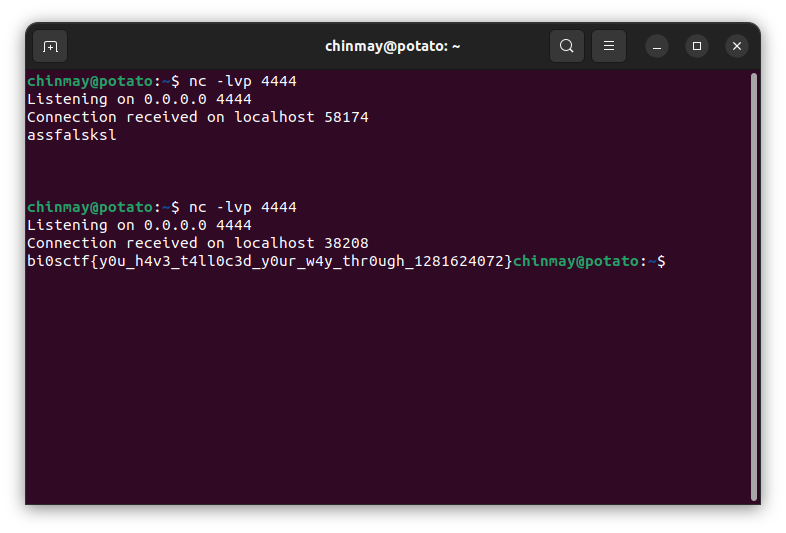 chinmay@potato: ~
chinmay@potato:~$ nc -lvp 4444
Listening on 0.0.0.0 4444
Connection received on localhost 58174
assfalsksl
chinmay@potato:~$ nc -lvp 4444
Listening on 0.0.0.0 4444
Connection received on localhost 38208
bi0sctf{y0u_h4v3_t4ll0c3d_y0ur_w4y_thr0ugh_1281624072}chinmay@potato:~$